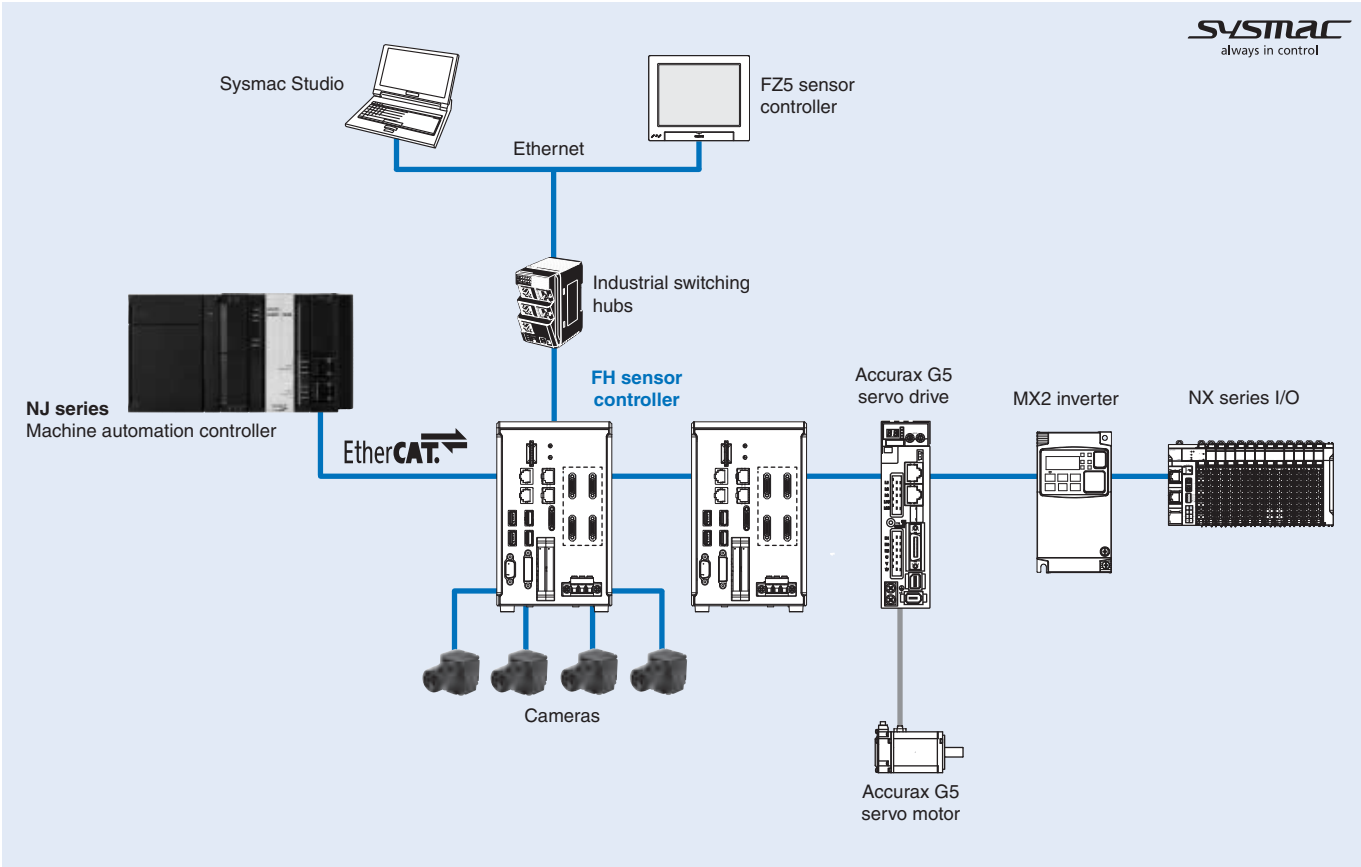 sysmac
always in control
Sysmac Studio
FZ5 sensor
controller
Ethernet
Industrial switching
hubs
NJ series
Machine automation controller
EtherCAT.
FH sensor
controller
Accurax G5
servo drive
MX2 inverter
NX series I/O
Cameras
Accurax G5
servo motor